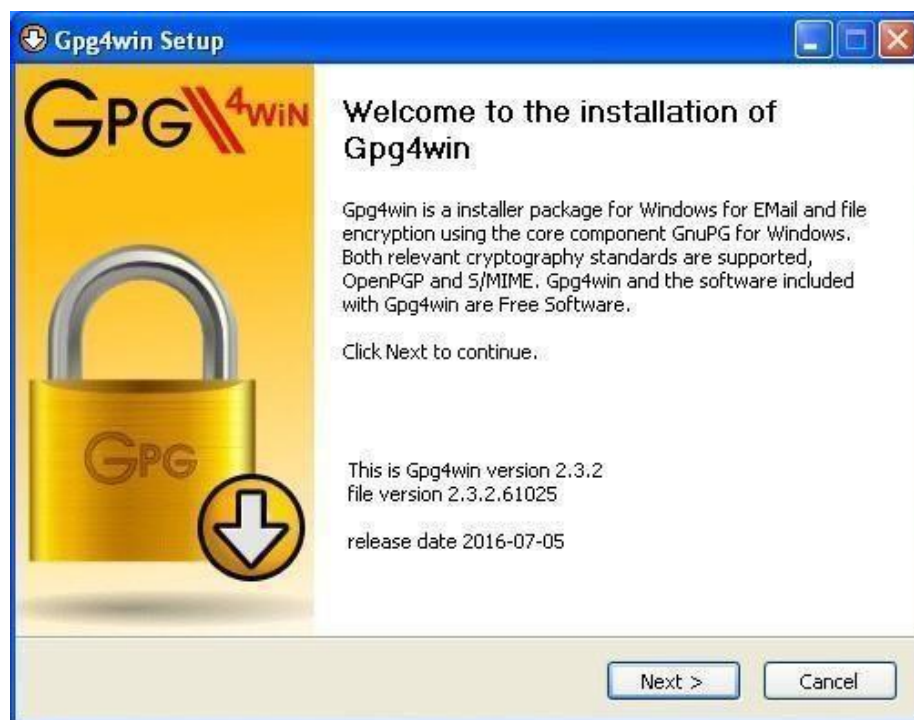 Gpg4win Setup
GPG4WiN
Welcome to the installation of
Gpg4win
Gpg4win is a installer package for Windows for EMail and file
encryption using the core component GnuPG for Windows.
Both relevant cryptography standards are supported,
OpenPGP and S/MIME. Gpg4win and the software included
with Gpg4win are Free Software.
Click Next to continue.
GPG
This is Gpg4win version 2.3.2
file version 2.3.2.61025
release date 2016-07-05
Next >
Cancel